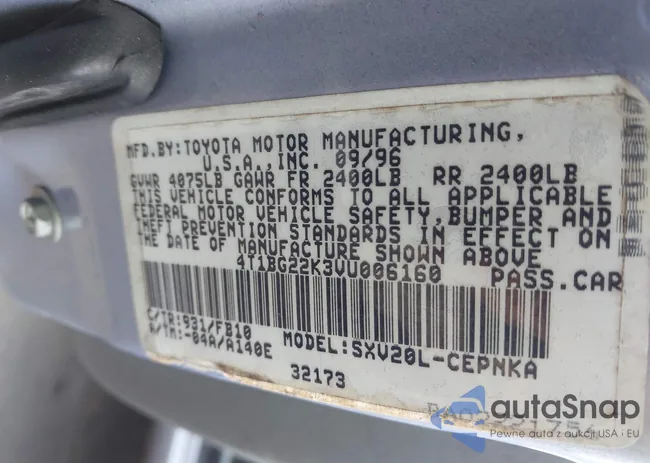 MFD.BY:TOYOTA MOTOR MANUFACTURING,
U.S.A.,INC. 09/96
GVWR 4075LB GAWR FR 2400LB RR 2400LB
THIS VEHICLE CONFORMS TO ALL APPLICABLE
FEDERAL MOTOR VEHICLE SAFETY,BUMPER AND
THEFT PREVENTION STANDARDS IN EFFECT ON
THE DATE OF MANUFACTURE SHOWN ABOVE
4T1BG22K3VU006160 PASS.CAR
C/TR:931/FB10
A/TM:-04A/A140E MODEL:SXV20L-CEPNKA
32173
autaSnap
Pewne auta z aukcji USA i EU